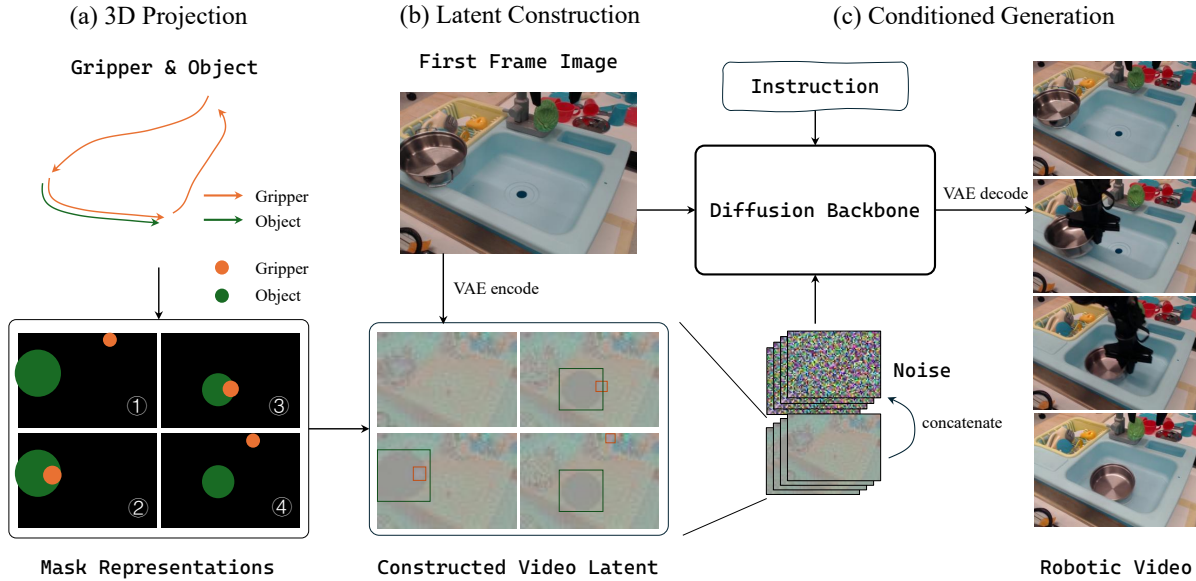 (a) 3D Projection
Gripper & Object
Gripper
Object
Gripper
Object
①
③
②
④
Mask Representations
(b) Latent Construction
First Frame Image
VAE encode
Constructed Video Latent
(c) Conditioned Generation
Instruction
Diffusion Backbone
VAE decode
Noise
concatenate
Robotic Video